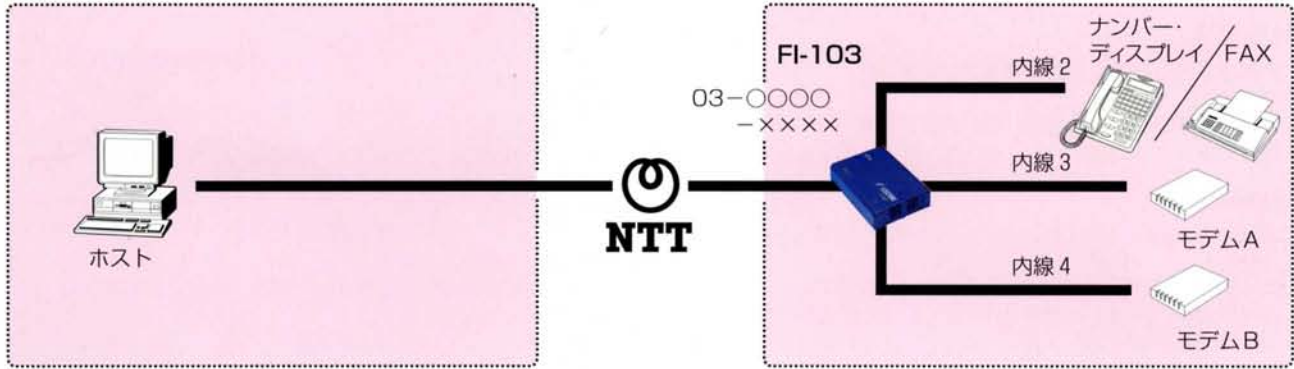 ホスト
NTT
FI-103
03-○○○○
-××××
内線2
ナンバー・
ディスプレイ/FAX
内線3
モデムA
内線4
モデムB